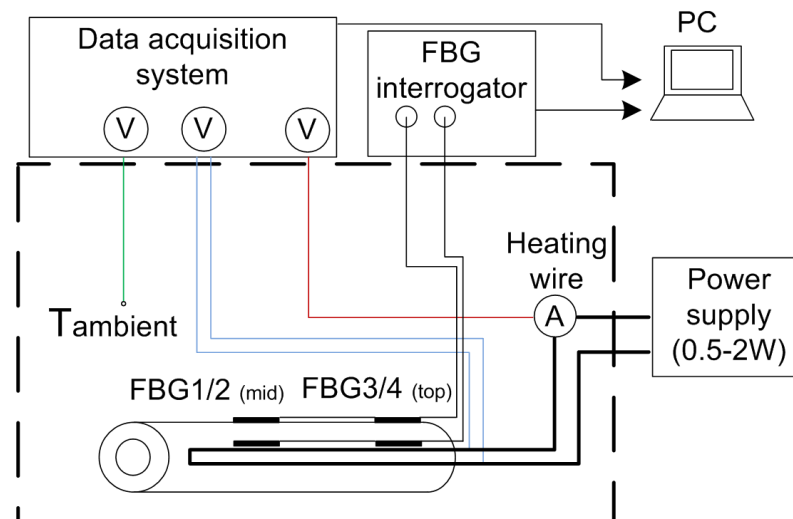 Data acquisition
system
V
V
V
FBG
interrogator
PC
Heating
wire
A
Power
supply
(0.5-2W)
Tambient
FBG1/2 (mid)
FBG3/4 (top)